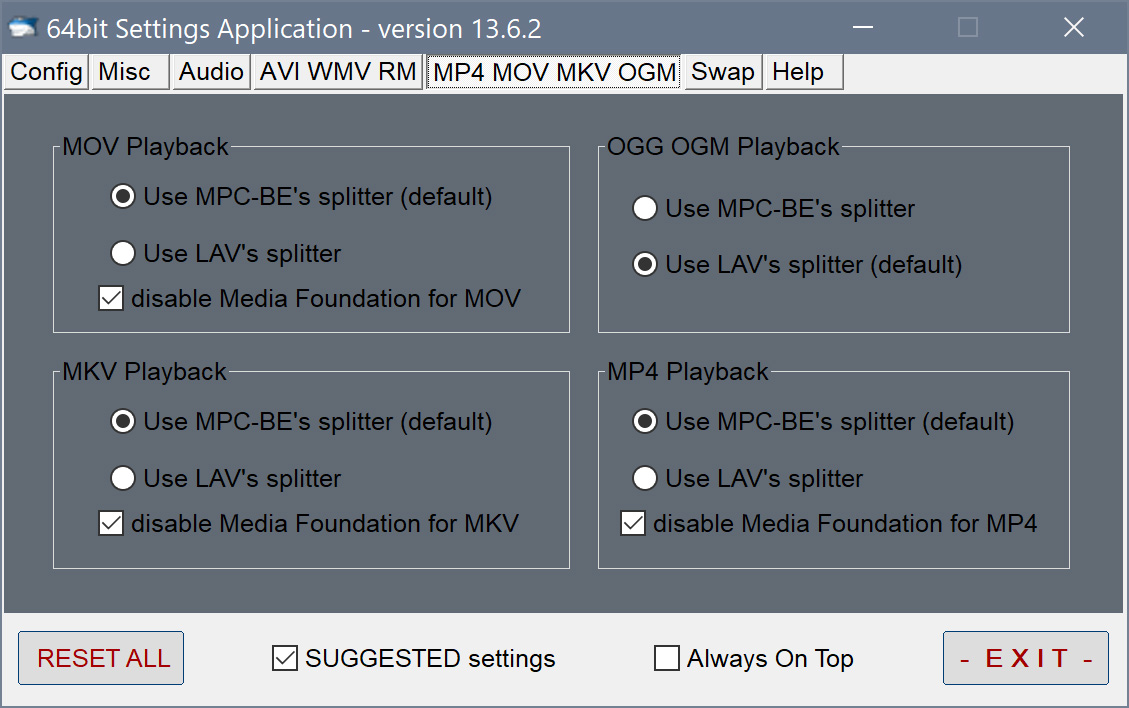 64bit Settings Application - version 13.6.2
Config Misc Audio AVI WMV RM MP4 MOV MKV OGM Swap Help
MOV Playback
Use MPC-BE's splitter (default)
Use LAV's splitter
disable Media Foundation for MOV
OGG OGM Playback
Use MPC-BE's splitter
Use LAV's splitter (default)
MKV Playback
Use MPC-BE's splitter (default)
Use LAV's splitter
disable Media Foundation for MKV
MP4 Playback
Use MPC-BE's splitter (default)
Use LAV's splitter
disable Media Foundation for MP4
RESET ALL SUGGESTED settings Always On Top - E X I T -